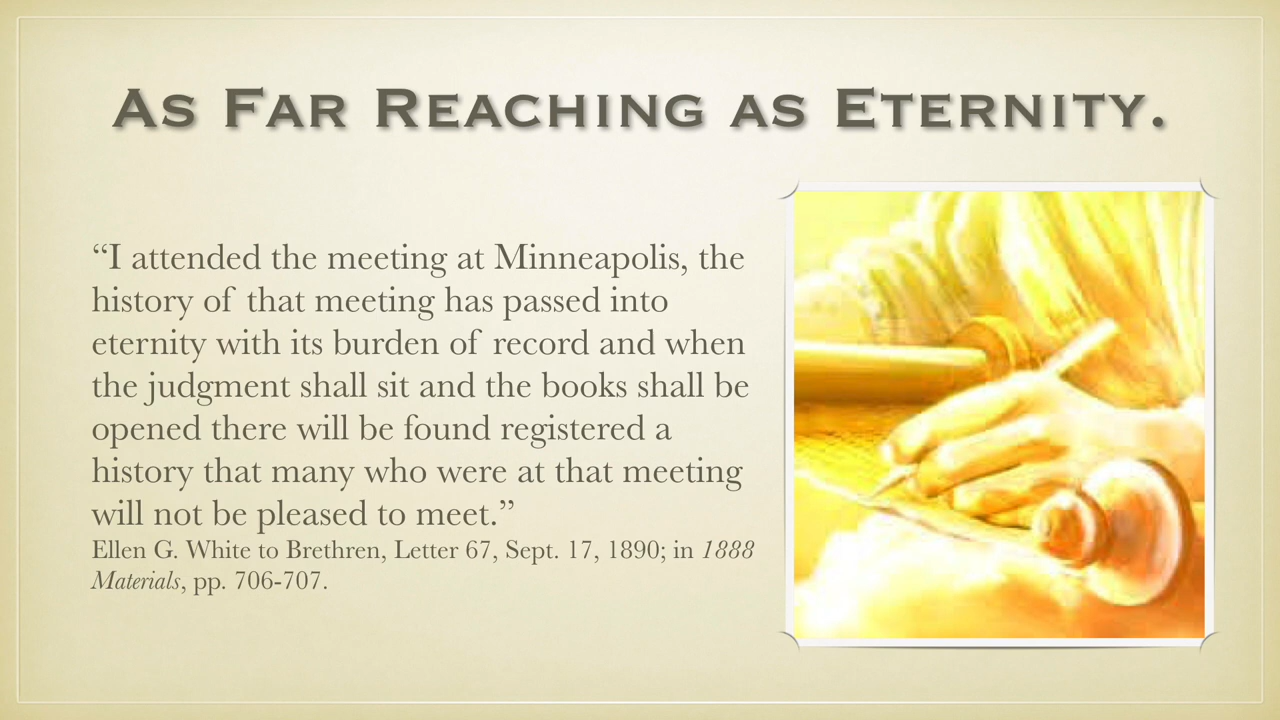 As Far Reaching as Eternity.
“I attended the meeting at Minneapolis, the
history of that meeting has passed into
eternity with its burden of record and when
the judgment shall sit and the books shall be
opened there will be found registered a
history that many who were at that meeting
will not be pleased to meet.”
Ellen G. White to Brethren, Letter 67, Sept. 17, 1890; in 1888
Materials, pp. 706-707.